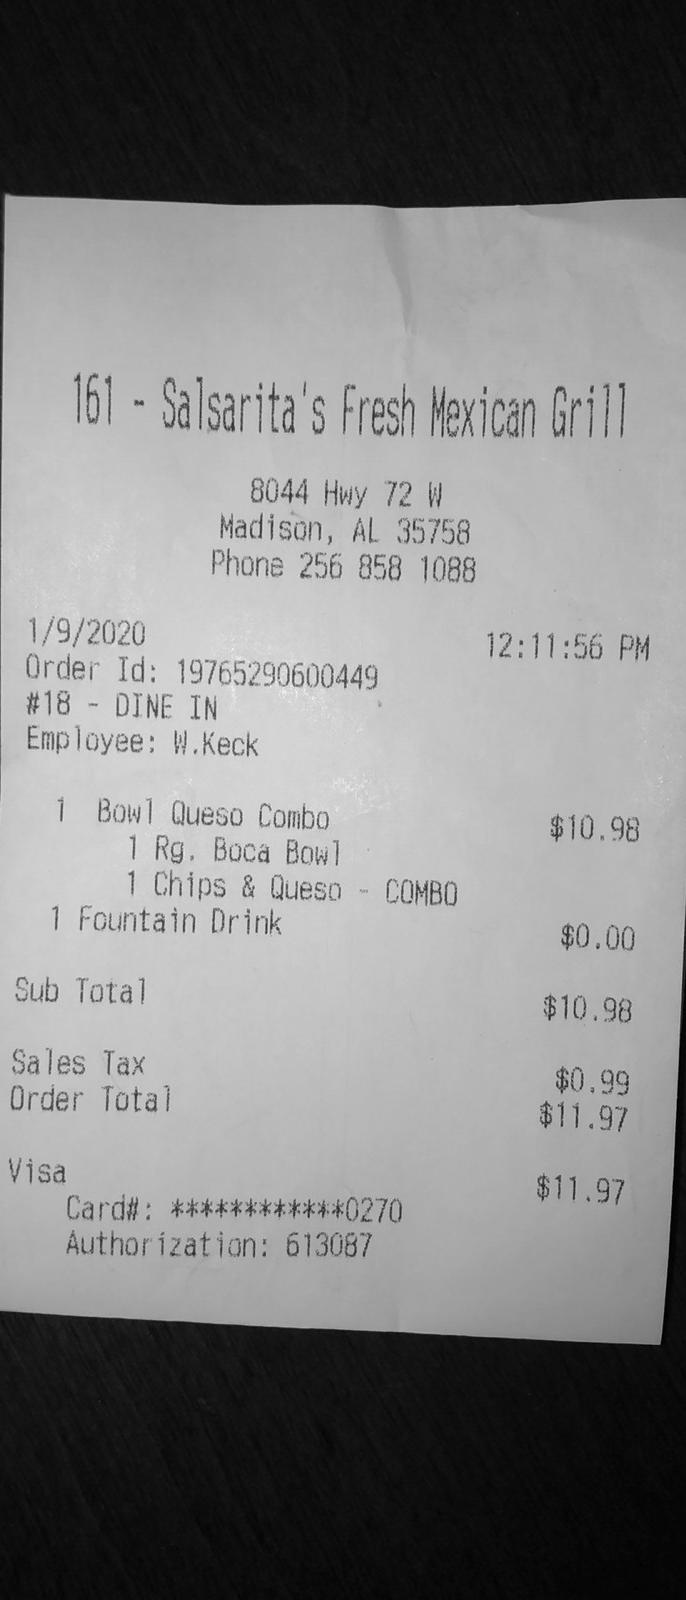 161 - Salsarita's Fresh Mexican Grill
8044 Hwy 72 W
Madison, AL 35758
Phone 256 858 1088
1/9/2020 12:11:56 PM
Order Id: 19765290600449
#18 - DINE IN
Employee: W.Keck
1 Bowl Queso Combo $10.98
1 Rg. Boca Bowl
1 Chips & Queso - COMBO
1 Fountain Drink $0.00
Sub Total $10.98
Sales Tax $0.99
Order Total $11.97
Visa $11.97
Card#: ************0270
Authorization: 613087